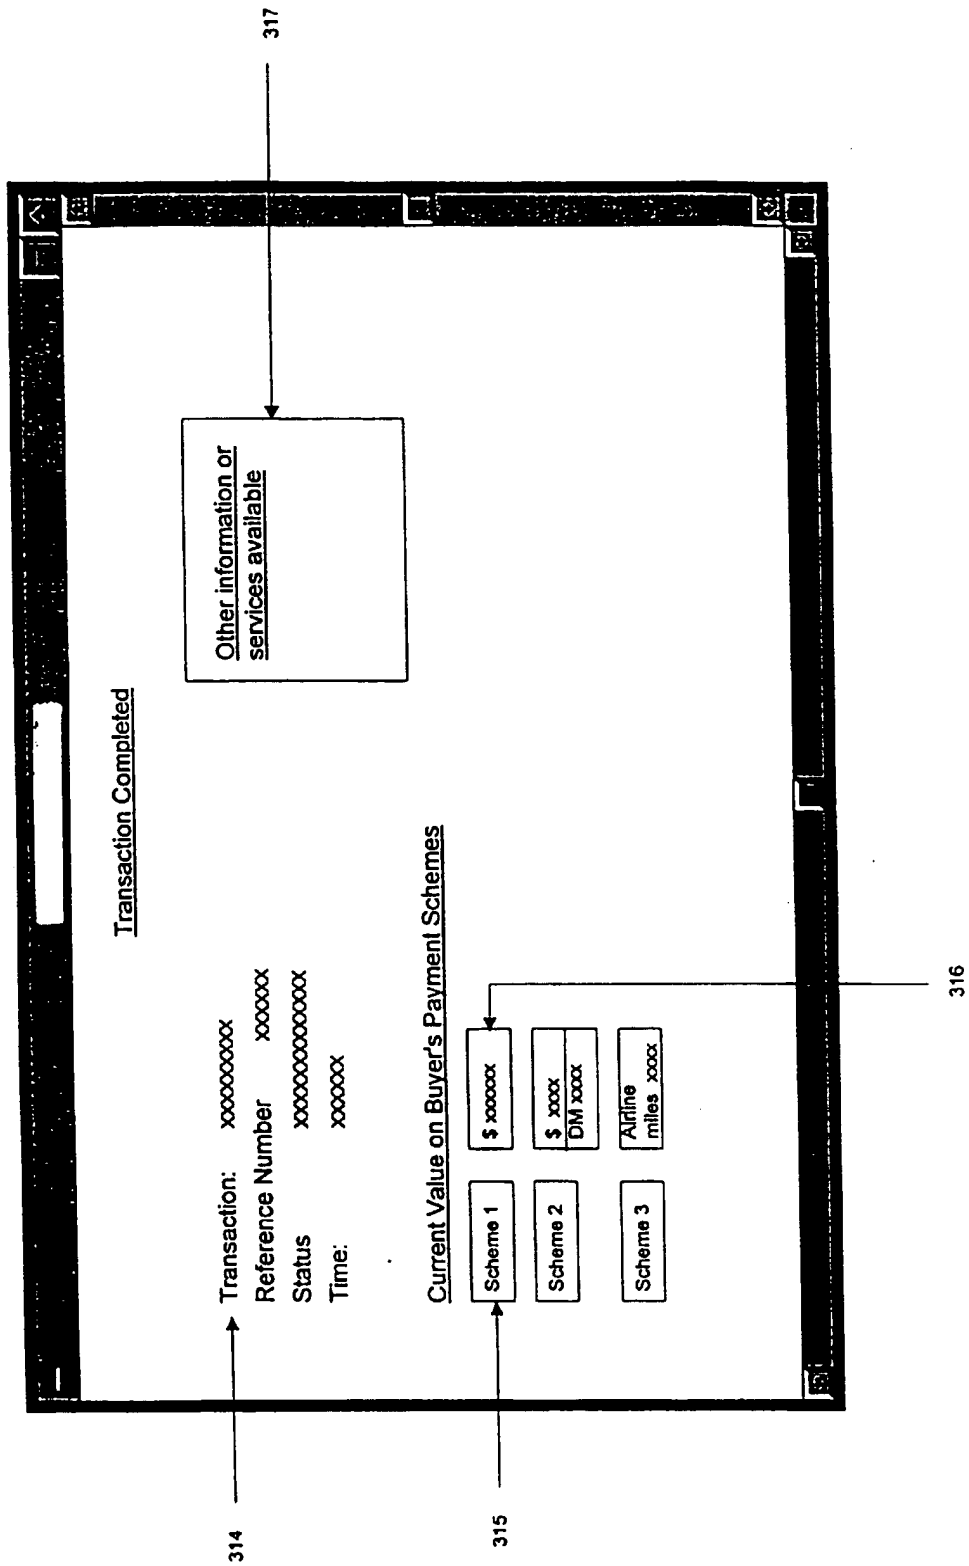 Transaction Completed
Transaction: xxxxxxxxx
Reference Number xxxxxx
Status xxxxxxxxxxxx
Time: xxxxxx
Other information or
services available
Current Value on Buyer's Payment Schemes
Scheme 1
$ xxxxxxx
Scheme 2
$ xxxx
DM xxxx
Scheme 3
Airline
miles xxxx
314
315
316
317